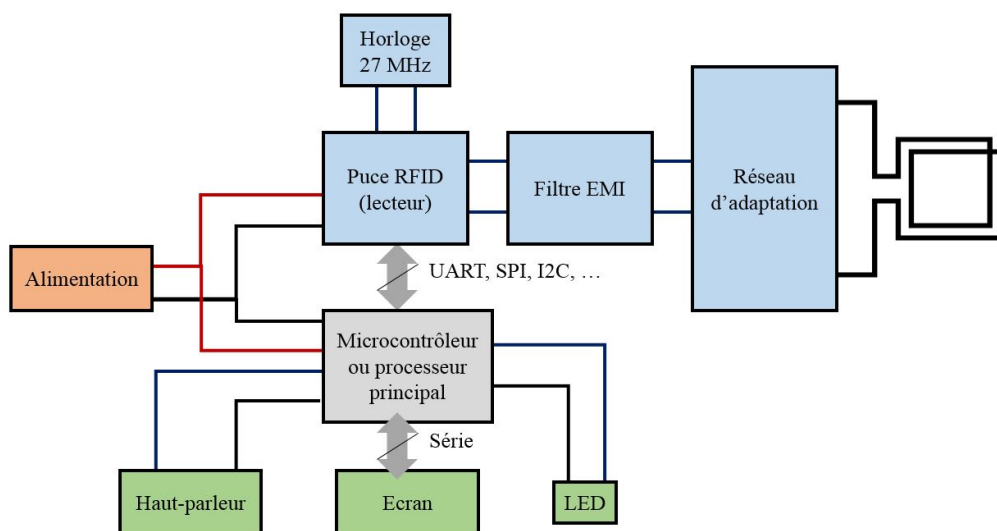 Horloge
27 MHz
Puce RFID
(lecteur)
Filtre EMI
Réseau
d’adaptation
Alimentation
UART, SPI, I2C, …
Microcontrôleur
ou processeur
principal
Série
Haut-parleur
Ecran
LED